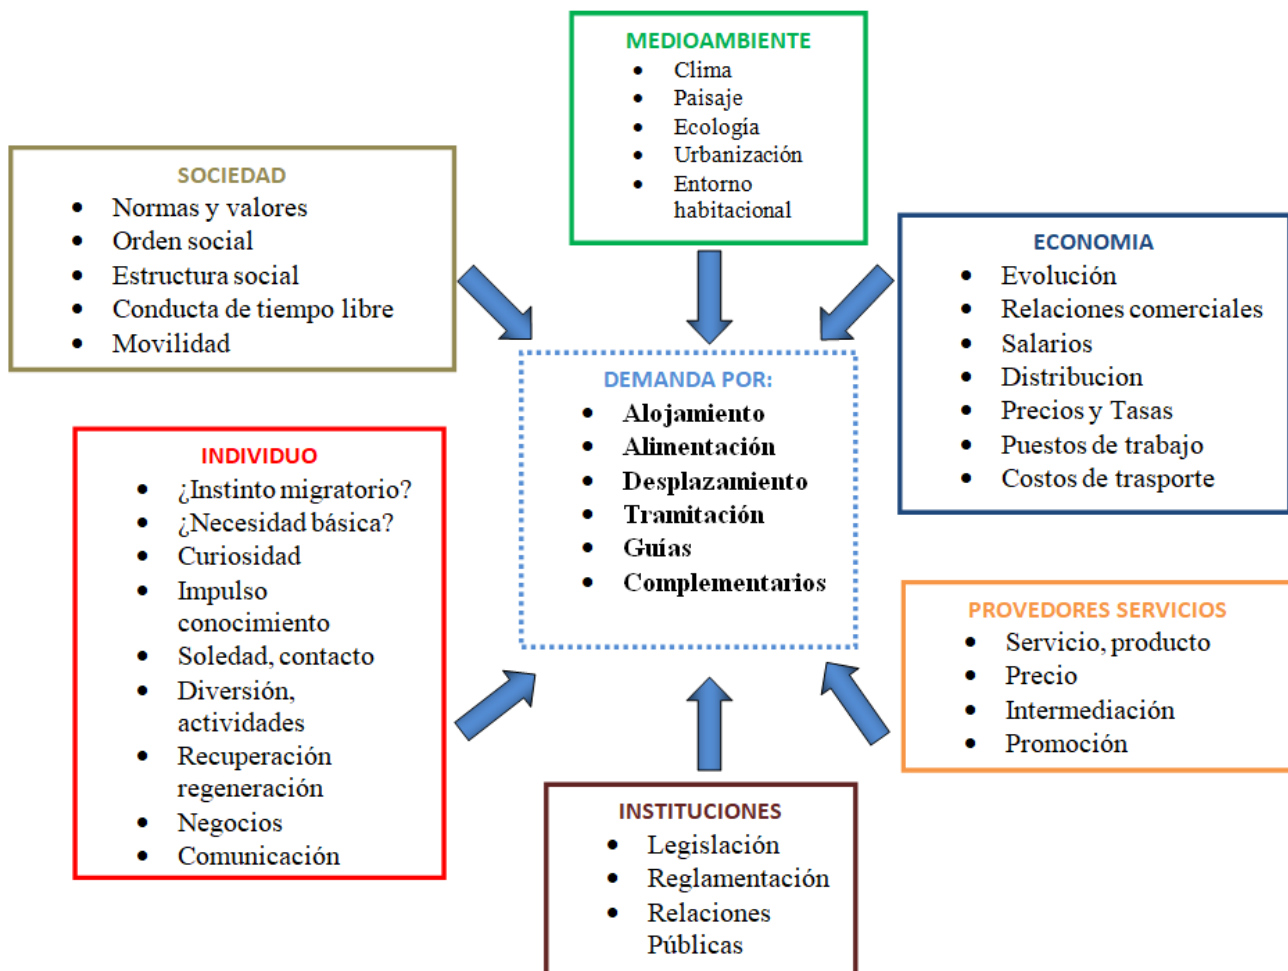 MEDIOAMBIENTE
• Clima
• Paisaje
• Ecología
• Urbanización
• Entorno
habitacional
SOCIEDAD
• Normas y valores
• Orden social
• Estructura social
• Conducta de tiempo libre
• Movilidad
ECONOMIA
• Evolución
• Relaciones comerciales
• Salarios
• Distribucion
• Precios y Tasas
• Puestos de trabajo
• Costos de trasporte
DEMANDA POR:
• Alojamiento
• Alimentación
• Desplazamiento
• Tramitación
• Guías
• Complementarios
INDIVIDUO
• ¿Instinto migratorio?
• ¿Necesidad básica?
• Curiosidad
• Impulso
conocimiento
• Soledad, contacto
• Diversión,
actividades
• Recuperación
regeneración
• Negocios
• Comunicación
PROVEDORES SERVICIOS
• Servicio, producto
• Precio
• Intermediación
• Promoción
INSTITUCIONES
• Legislación
• Reglamentación
• Relaciones
Públicas